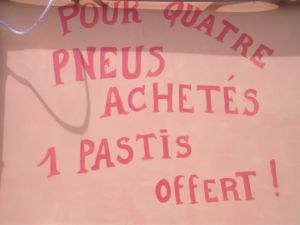 POUR QUATRE
PNEUS
ACHETÉS
1 PASTIS
OFFERT !